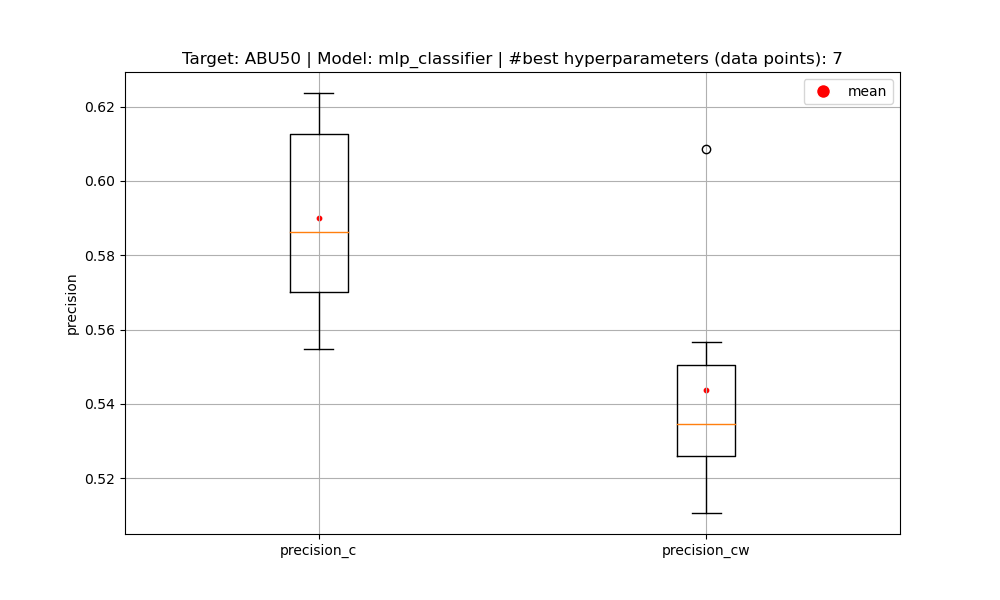 Target: ABU50 | Model: mlp_classifier | #best hyperparameters (data points): 7
mean
0.62
0.60
0.58
0.56
0.54
0.52
precision
precision_c
precision_cw